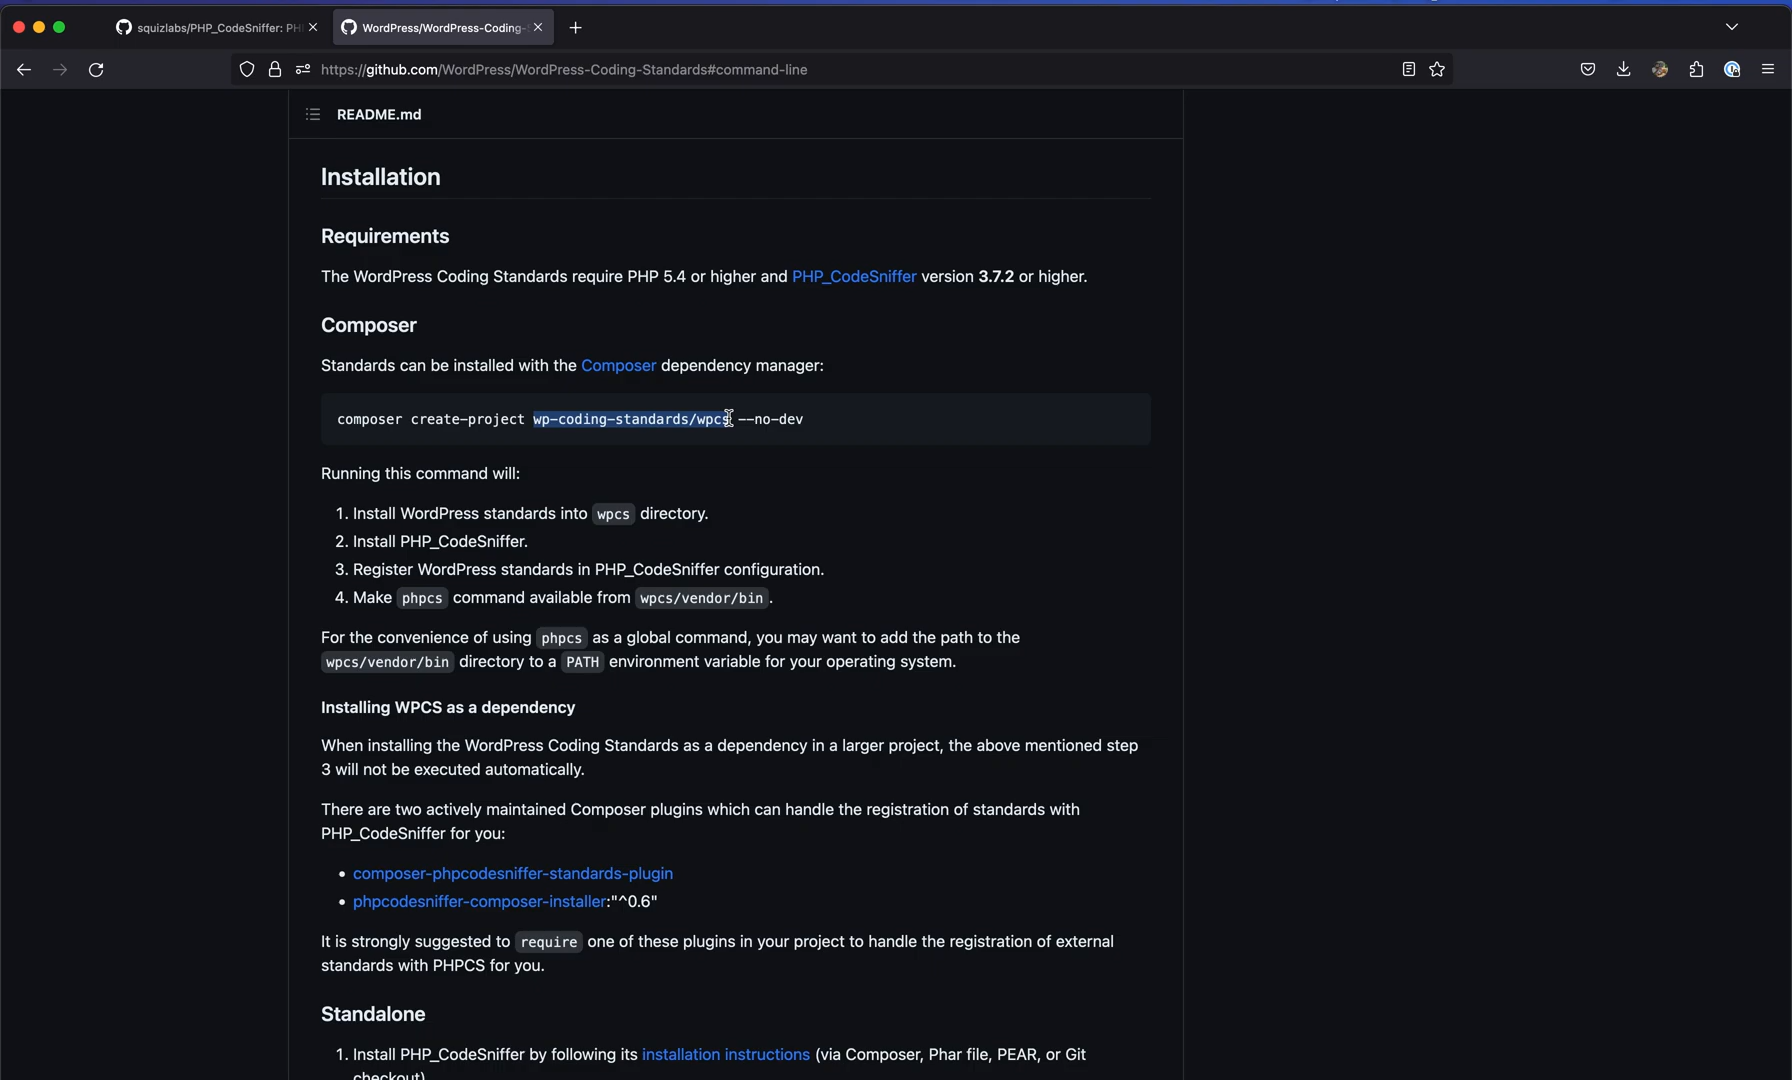 squizlabs/PHP_CodeSniffer: PH
WordPress/WordPress-Coding-
https://github.com/WordPress/WordPress-Coding-Standards#command-line
README.md
Installation
Requirements
The WordPress Coding Standards require PHP 5.4 or higher and PHP_CodeSniffer version 3.7.2 or higher.
Composer
Standards can be installed with the Composer dependency manager:
composer create-project wp-coding-standards/wpcs --no-dev
Running this command will:
1. Install WordPress standards into wpcs directory.
2. Install PHP_CodeSniffer.
3. Register WordPress standards in PHP_CodeSniffer configuration.
4. Make phpcs command available from wpcs/vendor/bin .
For the convenience of using phpcs as a global command, you may want to add the path to the
wpcs/vendor/bin directory to a PATH environment variable for your operating system.
Installing WPCS as a dependency
When installing the WordPress Coding Standards as a dependency in a larger project, the above mentioned step
3 will not be executed automatically.
There are two actively maintained Composer plugins which can handle the registration of standards with
PHP_CodeSniffer for you:
• composer-phpcodesniffer-standards-plugin
• phpcodesniffer-composer-installer:"^0.6"
It is strongly suggested to require one of these plugins in your project to handle the registration of external
standards with PHPCS for you.
Standalone
1. Install PHP_CodeSniffer by following its installation instructions (via Composer, Phar file, PEAR, or Git
checkout)